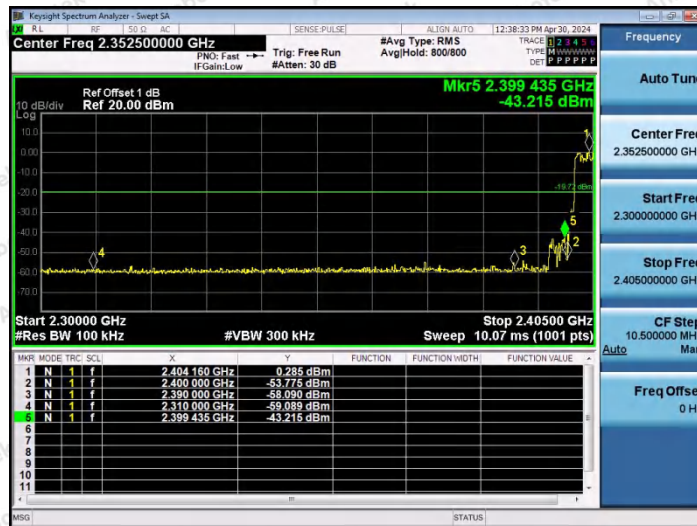 Keysight Spectrum Analyzer - Swept SA
LXI RL RF 50 Ω AC SENSE:PULSE ALIGN AUTO 12:38:33 PM Apr 30, 2024
Center Freq 2.352500000 GHz
PNO: Fast
IFGain:Low
Trig: Free Run
#Atten: 30 dB
#Avg Type: RMS
Avg|Hold: 800/800
TRACE 1 2 3 4 5 6
TYPE M W W W W W
DET P P P P P P
Frequency
Auto Tune
Ref Offset 1 dB
Mkr5 2.399 435 GHz
10 dB/div Ref 20.00 dBm -43.215 dBm
Log
10.0
0.00
-10.0
-20.0
-30.0
-40.0
-50.0
-60.0
-70.0
-19.72 dBm
1
5
2
3
4
Start 2.30000 GHz Stop 2.40500 GHz
#Res BW 100 kHz #VBW 300 kHz Sweep 10.07 ms (1001 pts)
MKR MODE TRC SCL X Y FUNCTION FUNCTION WIDTH FUNCTION VALUE
1 N 1 f 2.404 160 GHz 0.285 dBm
2 N 1 f 2.400 000 GHz -53.775 dBm
3 N 1 f 2.390 000 GHz -58.090 dBm
4 N 1 f 2.310 000 GHz -59.089 dBm
5 N 1 f 2.399 435 GHz -43.215 dBm
6
7
8
9
10
11
MSG STATUS
Center Freq
2.352500000 GH
Start Freq
2.300000000 GH
Stop Freq
2.405000000 GH
CF Step
10.500000 MH
Auto Ma
Freq Offse
0 H